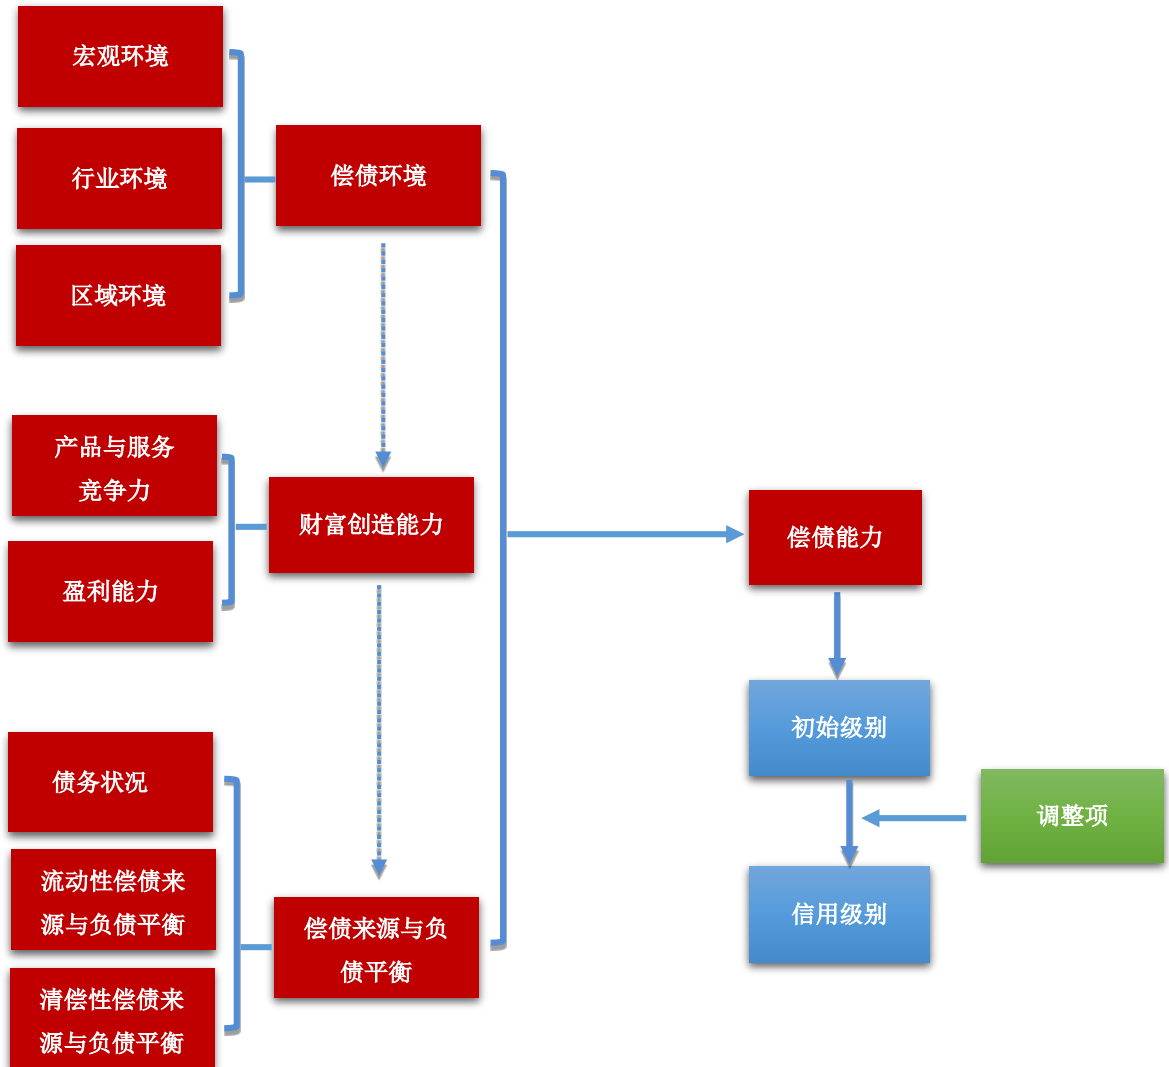 宏观环境
行业环境
区域环境
偿债环境
产品与服务
竞争力
盈利能力
财富创造能力
债务状况
流动性偿债来
源与负债平衡
清偿性偿债来
源与负债平衡
偿债来源与负
债平衡
偿债能力
初始级别
调整项
信用级别